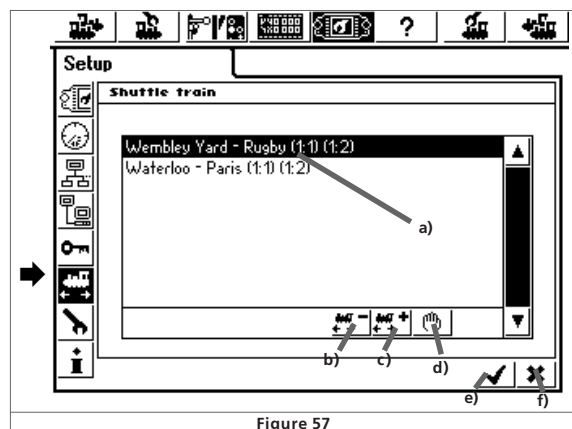 ?
Setup
Shuttle train
Wembley Yard - Rugby (1:1) (1:2)
Waterloo - Paris (1:1) (1:2)
a)
b)
c)
d)
e)
f)
Figure 57